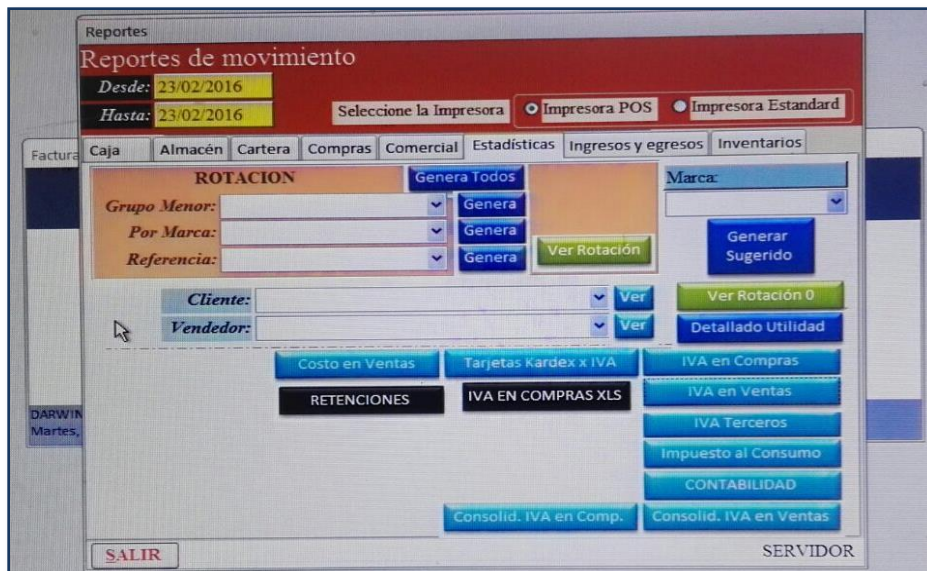 Reportes
Reportes de movimiento
Desde: 23/02/2016
Hasta: 23/02/2016
Seleccione la Impresora
Impresora POS
Impresora Estandard
Factura
Caja
Almacén
Cartera
Compras
Comercial
Estadísticas
Ingresos y egresos
Inventarios
ROTACION
Genera Todos
Marca:
Grupo Menor:
Genera
Por Marca:
Genera
Referencia:
Genera
Ver Rotación
Generar
Sugerido
Cliente:
Ver
Ver Rotación 0
Vendedor:
Ver
Detallado Utilidad
Costo en Ventas
Tarjetas Kardex x IVA
IVA en Compras
RETENCIONES
IVA EN COMPRAS XLS
IVA en Ventas
DARWIN
Martes,
IVA Terceros
Impuesto al Consumo
CONTABILIDAD
Consolid. IVA en Comp.
Consolid. IVA en Ventas
SALIR
SERVIDOR